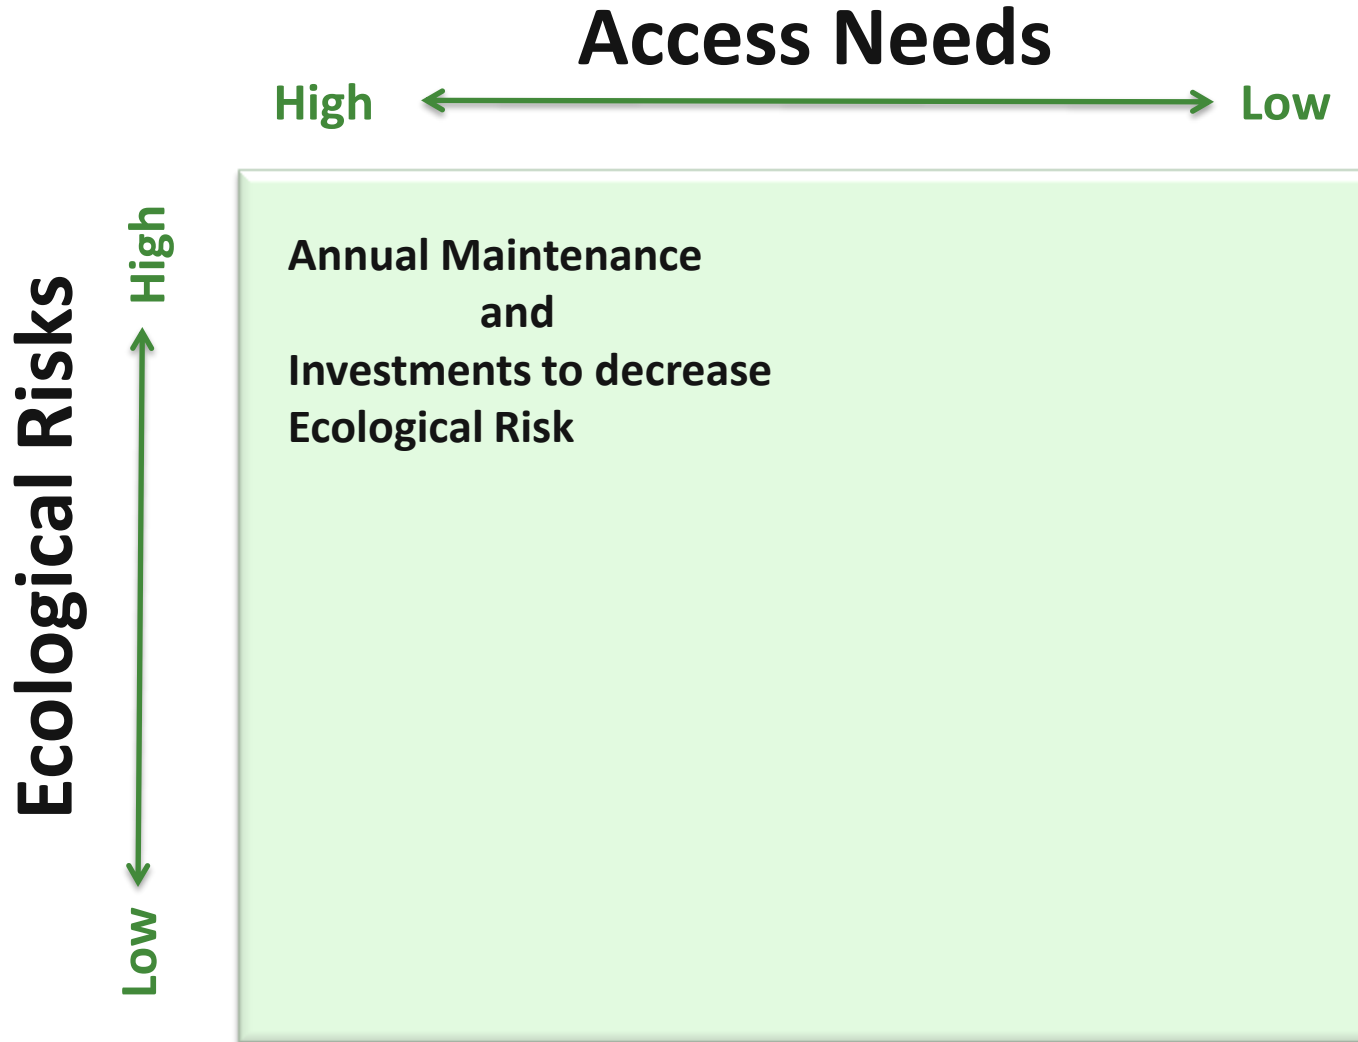 Access Needs
High
Low
Ecological Risks
High
Low
Annual Maintenance
and
Investments to decrease
Ecological Risk